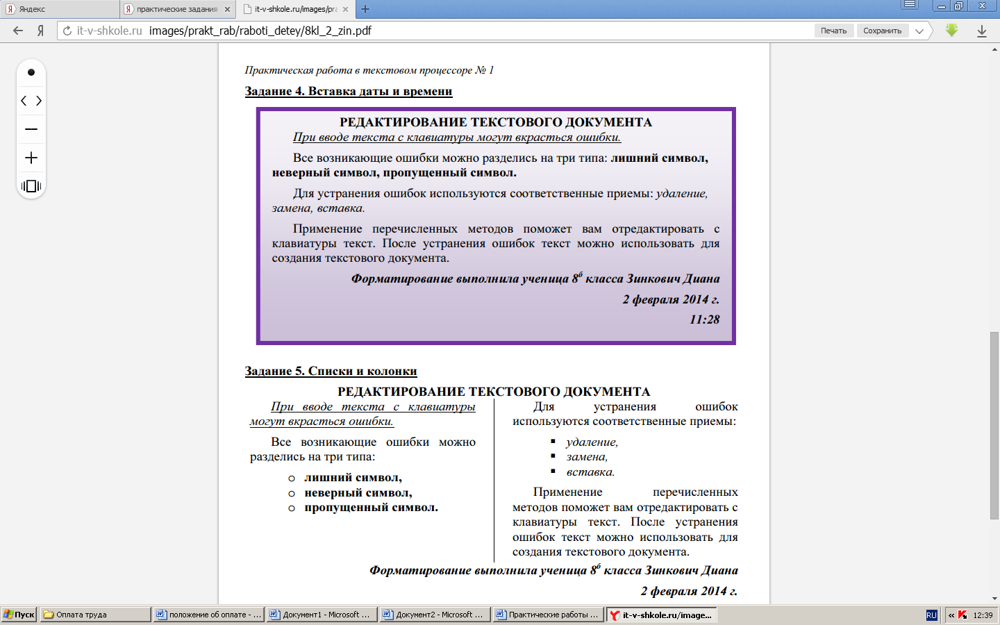 Яндекс
практические задания
it-v-shkole.ru/images/pra
it-v-shkole.ru images/prakt_rab/raboti_detey/8kl_2_zin.pdf
Печать
Сохранить
Практическая работа в текстовом процессоре № 1
Задание 4. Вставка даты и времени
РЕДАКТИРОВАНИЕ ТЕКСТОВОГО ДОКУМЕНТА
При вводе текста с клавиатуры могут вкрасться ошибки.
Все возникающие ошибки можно разделись на три типа: лишний символ,
неверный символ, пропущенный символ.
Для устранения ошибок используются соответственные приемы: удаление,
замена, вставка.
Применение перечисленных методов поможет вам отредактировать с
клавиатуры текст. После устранения ошибок текст можно использовать для
создания текстового документа.
Форматирование выполнила ученица 8б класса Зинкович Диана
2 февраля 2014 г.
11:28
Задание 5. Списки и колонки
РЕДАКТИРОВАНИЕ ТЕКСТОВОГО ДОКУМЕНТА
При вводе текста с клавиатуры
могут вкрасться ошибки.
Все возникающие ошибки можно
разделись на три типа:
o лишний символ,
o неверный символ,
o пропущенный символ.
Для устранения ошибок
используются соответственные приемы:
▪ удаление,
▪ замена,
▪ вставка.
Применение перечисленных
методов поможет вам отредактировать с
клавиатуры текст. После устранения
ошибок текст можно использовать для
создания текстового документа.
Форматирование выполнила ученица 8б класса Зинкович Диана
2 февраля 2014 г.
Пуск
Оплата труда
положение об оплате - ...
Документ1 - Microsoft ...
Документ2 - Microsoft ...
Практические работы ...
it-v-shkole.ru/image...
RU
12:39